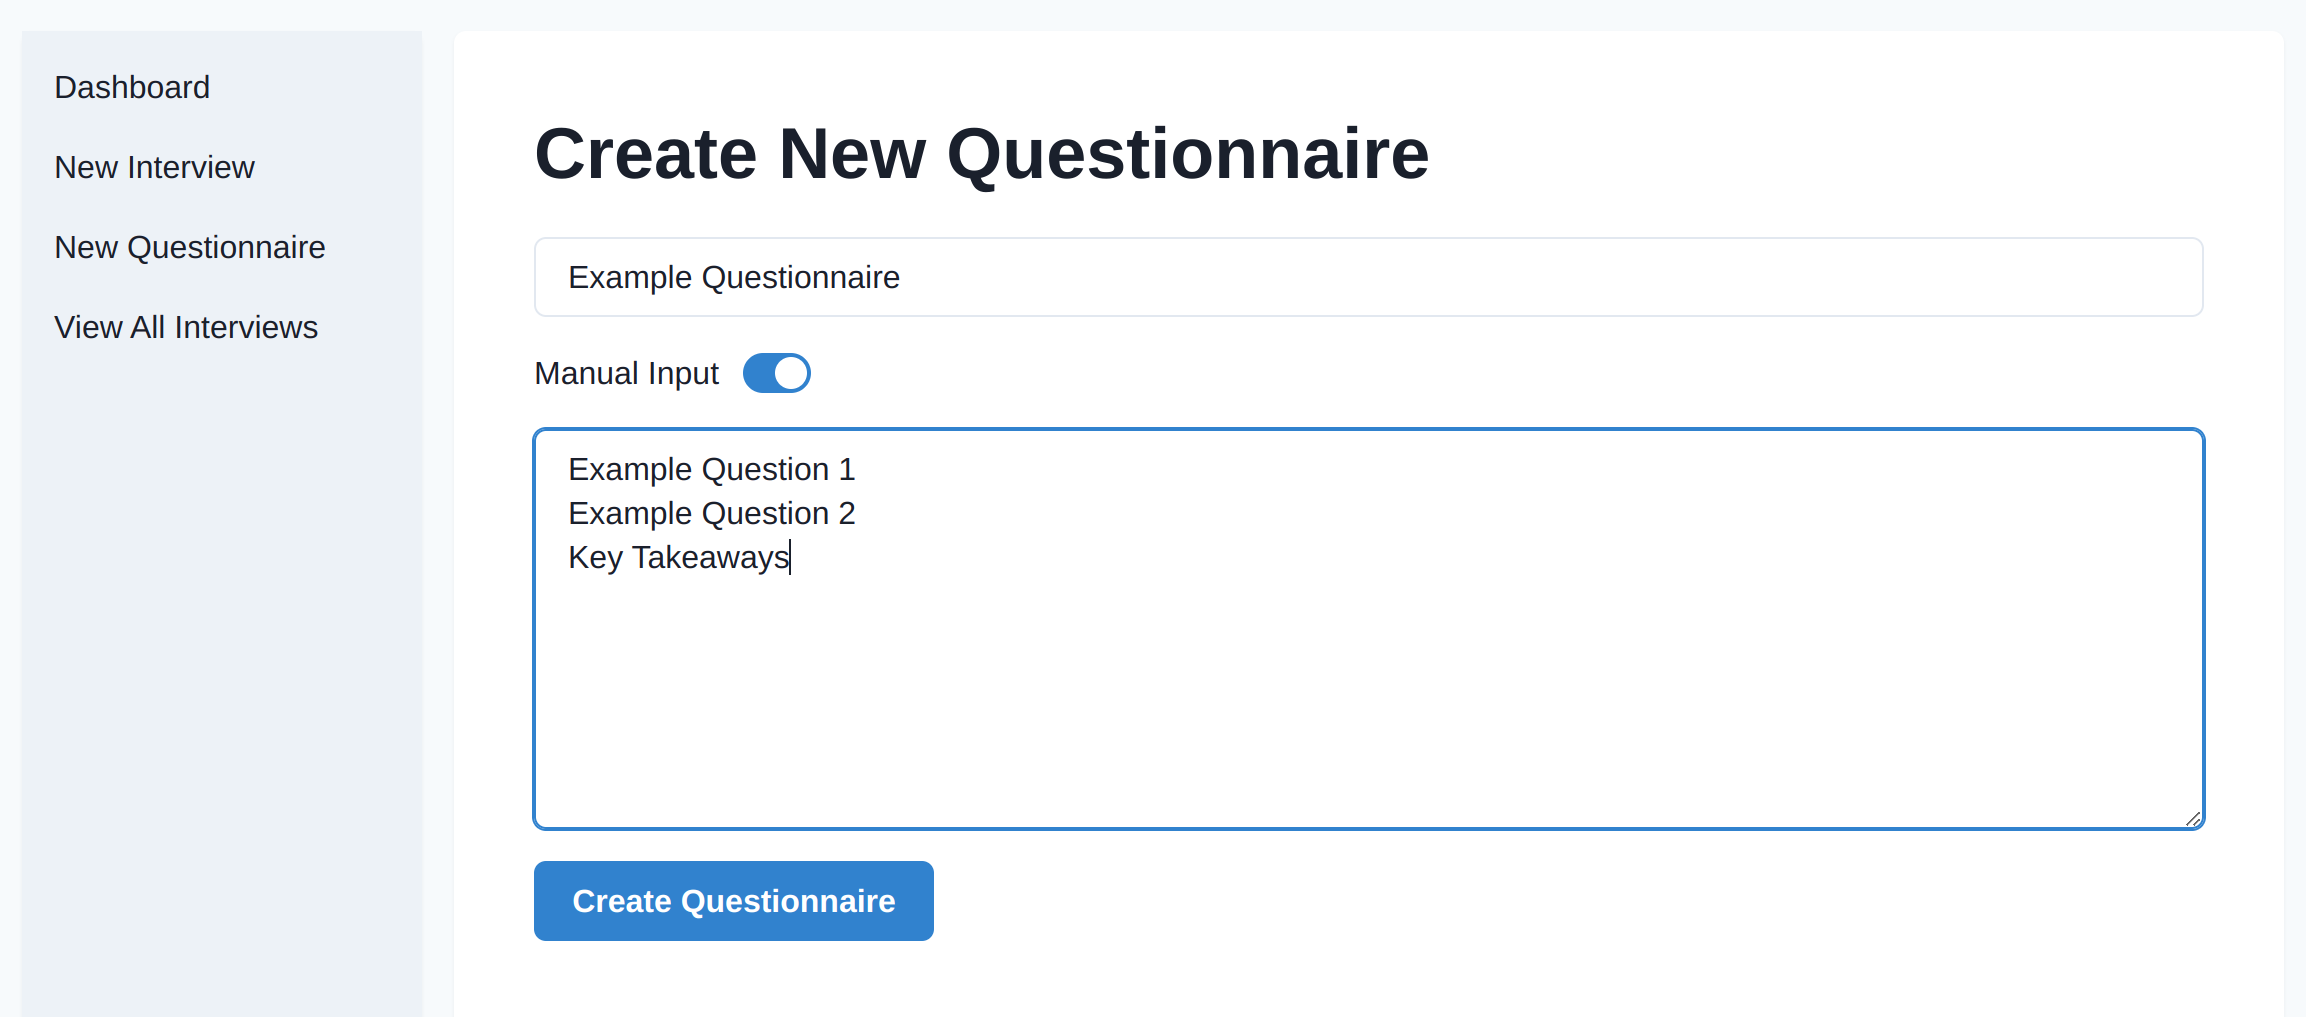 Dashboard
New Interview
New Questionnaire
View All Interviews
Create New Questionnaire
Example Questionnaire
Manual Input
Example Question 1
Example Question 2
Key Takeaways
Create Questionnaire